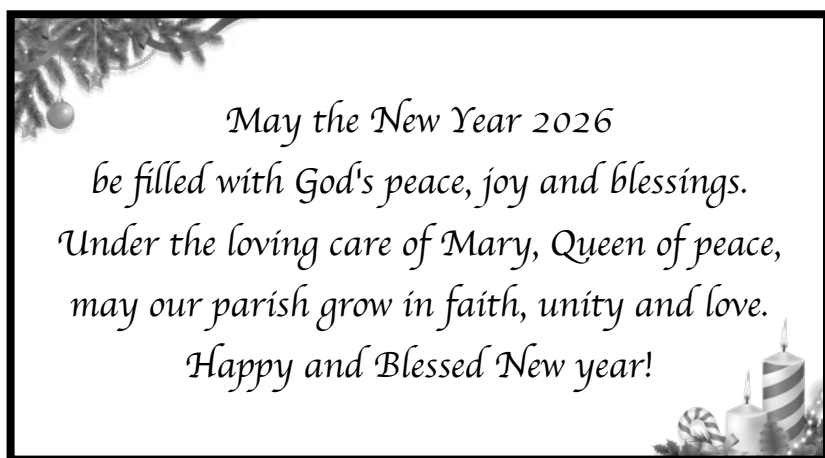 May the New Year 2026
be filled with God's peace, joy and blessings.
Under the loving care of Mary, Queen of peace,
may our parish grow in faith, unity and love.
Happy and Blessed New year!